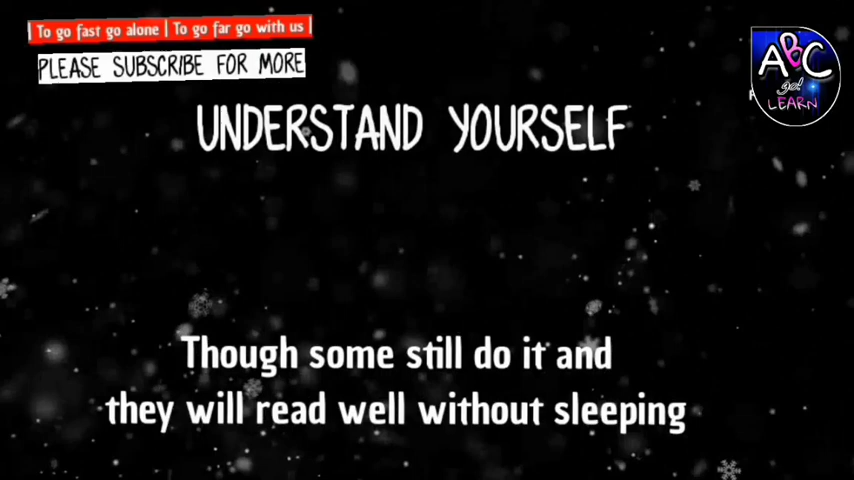 | To go fast go alone | To go far go with us |
PLEASE SUBSCRIBE FOR MORE
ABC
go!
LEARN
UNDERSTAND YOURSELF
Though some still do it and
they will read well without sleeping